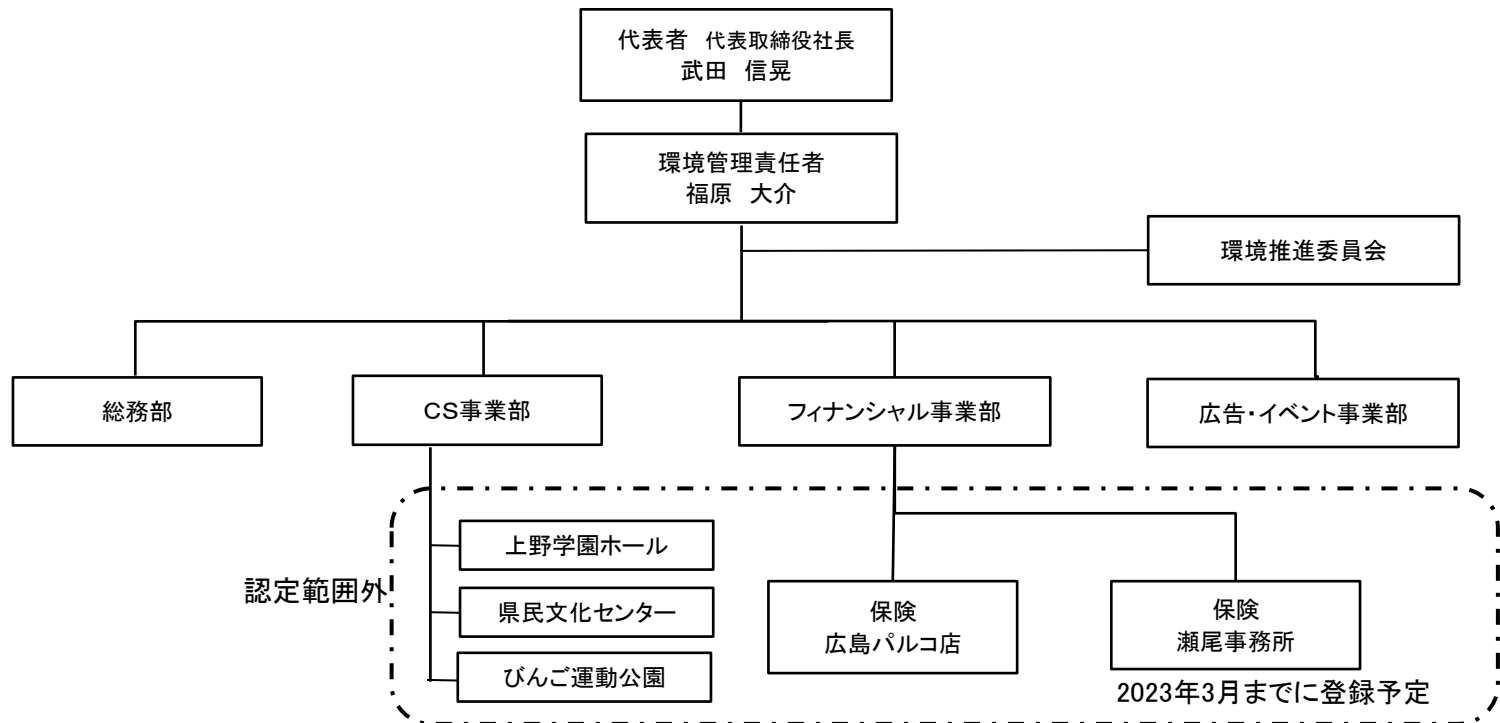 代表者　代表取締役社長
武田　信晃
環境管理責任者
福原　大介
環境推進委員会
総務部
CS事業部
フィナンシャル事業部
広告・イベント事業部
上野学園ホール
認定範囲外
県民文化センター
びんご運動公園
保険
広島パルコ店
保険
瀬尾事務所
2023年3月までに登録予定